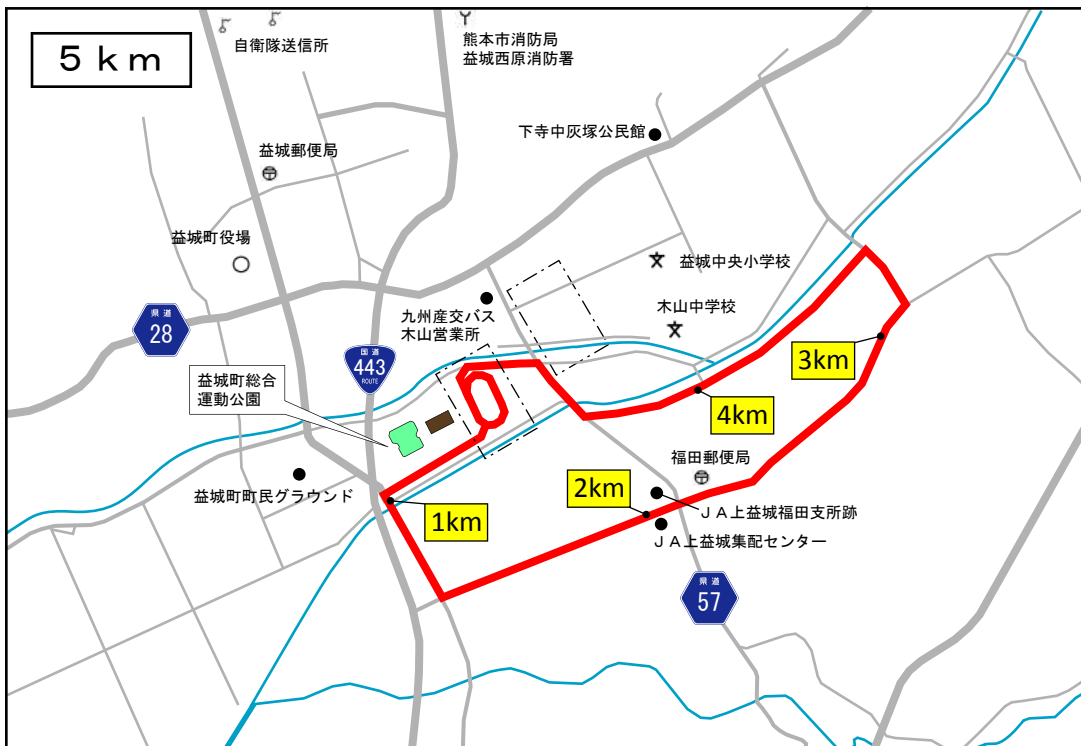 ５ｋｍ
自衛隊送信所
熊本市消防局
益城西原消防署
下寺中灰塚公民館
益城郵便局
益城町役場
益城中央小学校
県道
28
九州産交バス
木山営業所
木山中学校
国道
443
ROUTE
3km
益城町総合
運動公園
4km
福田郵便局
益城町町民グラウンド
2km
1km
ＪＡ上益城福田支所跡
ＪＡ上益城集配センター
県道
57